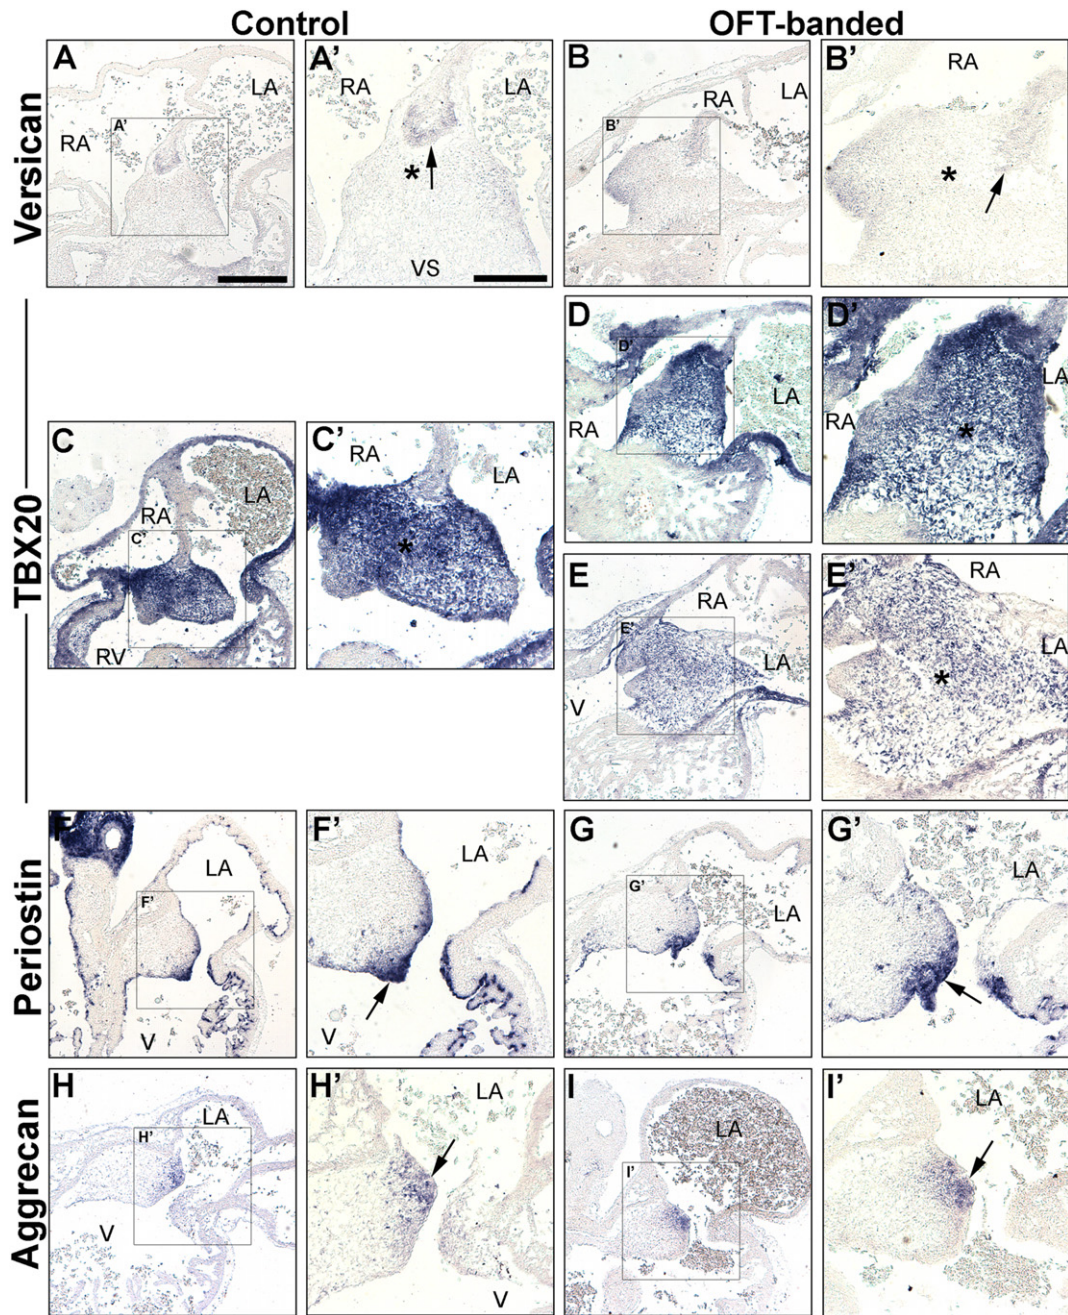 Control OFT-banded
Versican
A LA RA A'
A' RA LA * VS
B RA LA B'
B' RA *
TBX20
D D' LA RA
D' LA RA *
C LA RA C' RV
C' RA LA *
E RA E' LA V
E' RA LA *
Periostin
F LA F' V
F' LA V
G G' LA
G' LA
Aggrecan
H LA H' V
H' LA V
I LA I'
I' LA